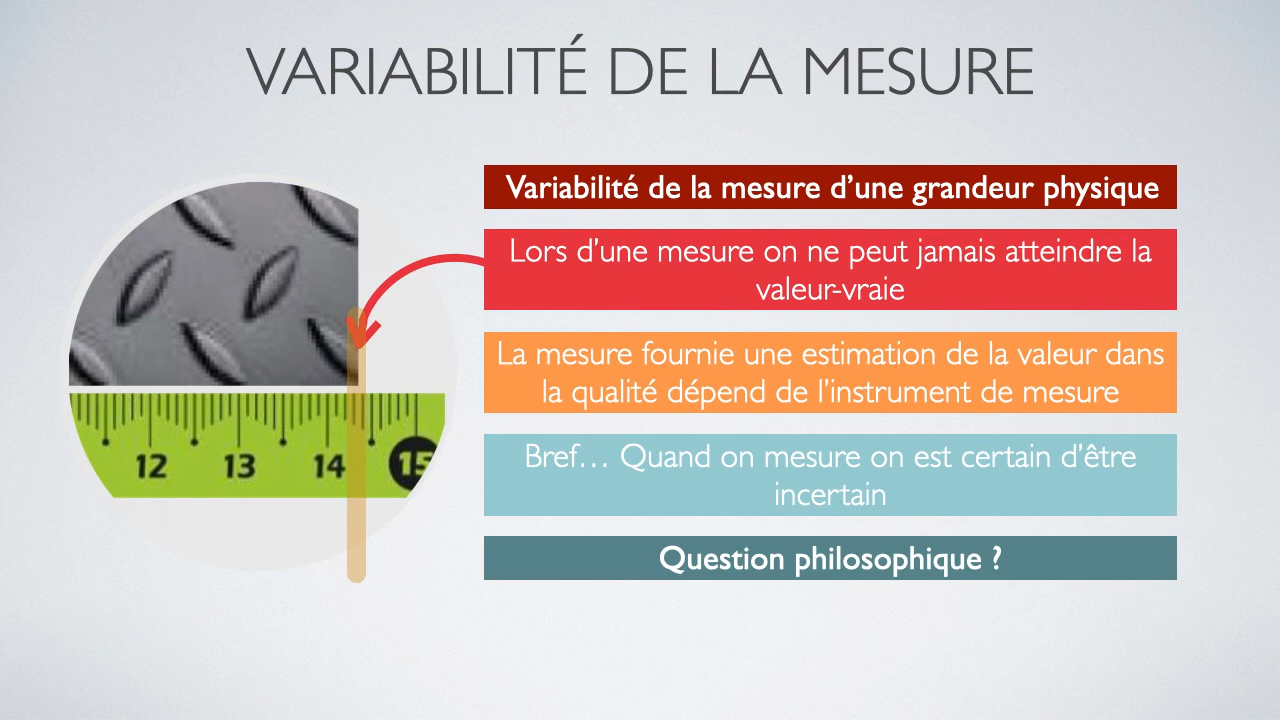 VARIABILITÉ DE LA MESURE
Variabilité de la mesure d’une grandeur physique
Lors d’une mesure on ne peut jamais atteindre la
valeur-vraie
La mesure fournie une estimation de la valeur dans
la qualité dépend de l’instrument de mesure
Bref… Quand on mesure on est certain d’être
incertain
Question philosophique ?
12 13 14 15